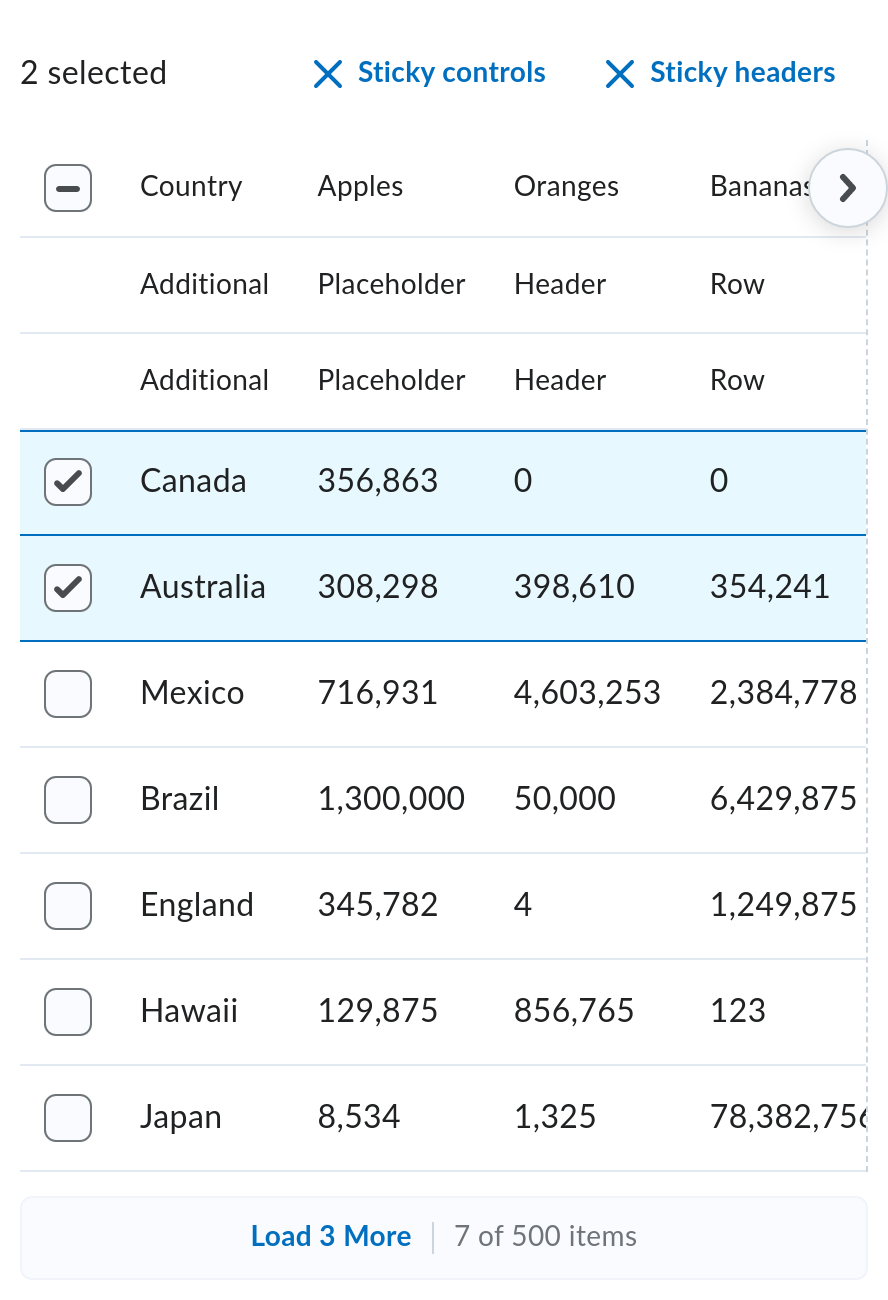 2 selected Sticky controls Sticky headers
Country Apples Oranges Bananas
Additional Placeholder Header Row
Additional Placeholder Header Row
Canada 356,863 0 0
Australia 308,298 398,610 354,241
Mexico 716,931 4,603,253 2,384,778
Brazil 1,300,000 50,000 6,429,875
England 345,782 4 1,249,875
Hawaii 129,875 856,765 123
Japan 8,534 1,325 78,382,756
Load 3 More 7 of 500 items